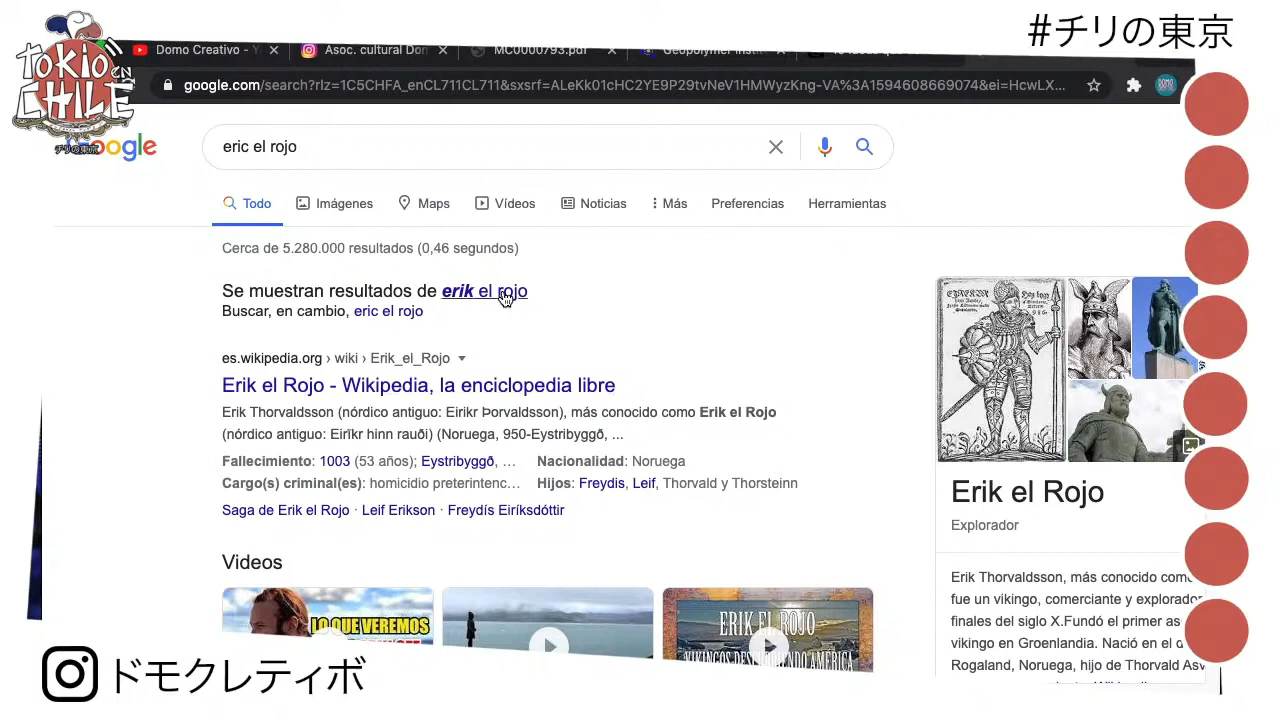 #チリの東京
TOKIO
EN
CHILE
チリの東京
Domo Creativo - Ya
Asoc. cultural Dom
MC0000793.pdf
google.com/search?rlz=1C5CHFA_enCL711CL711&sxsrf=ALeKk01cHC2YE9P29tvNeV1HMWyzKng-VA%3A1594608669074&ei=HcwLX...
Google
eric el rojo
Todo
Imágenes
Maps
Vídeos
Noticias
Más
Preferencias
Herramientas
Cerca de 5.280.000 resultados (0,46 segundos)
Se muestran resultados de erik el rojo
Buscar, en cambio, eric el rojo
es.wikipedia.org › wiki › Erik_el_Rojo
Erik el Rojo - Wikipedia, la enciclopedia libre
Erik Thorvaldsson (nórdico antiguo: Eirikr Þorvaldsson), más conocido como Erik el Rojo
(nórdico antiguo: Eiríkr hinn rauði) (Noruega, 950-Eystribyggð, ...
Fallecimiento: 1003 (53 años); Eystribyggð, … Nacionalidad: Noruega
Cargo(s) criminal(es): homicidio preterintenc… Hijos: Freydis, Leif, Thorvald y Thorsteinn
Saga de Erik el Rojo · Leif Erikson · Freydís Eiríksdóttir
Videos
LO QUE VEREMOS
ERIK EL ROJO
VIKINGOS DESCUBRIENDO AMÉRICA
Erik el Rojo
Explorador
Erik Thorvaldsson, más conocido como
fue un vikingo, comerciante y explorador
finales del siglo X.Fundó el primer as
vikingo en Groenlandia. Nació en el d
Rogaland, Noruega, hijo de Thorvald Asv
ドモクレティボ